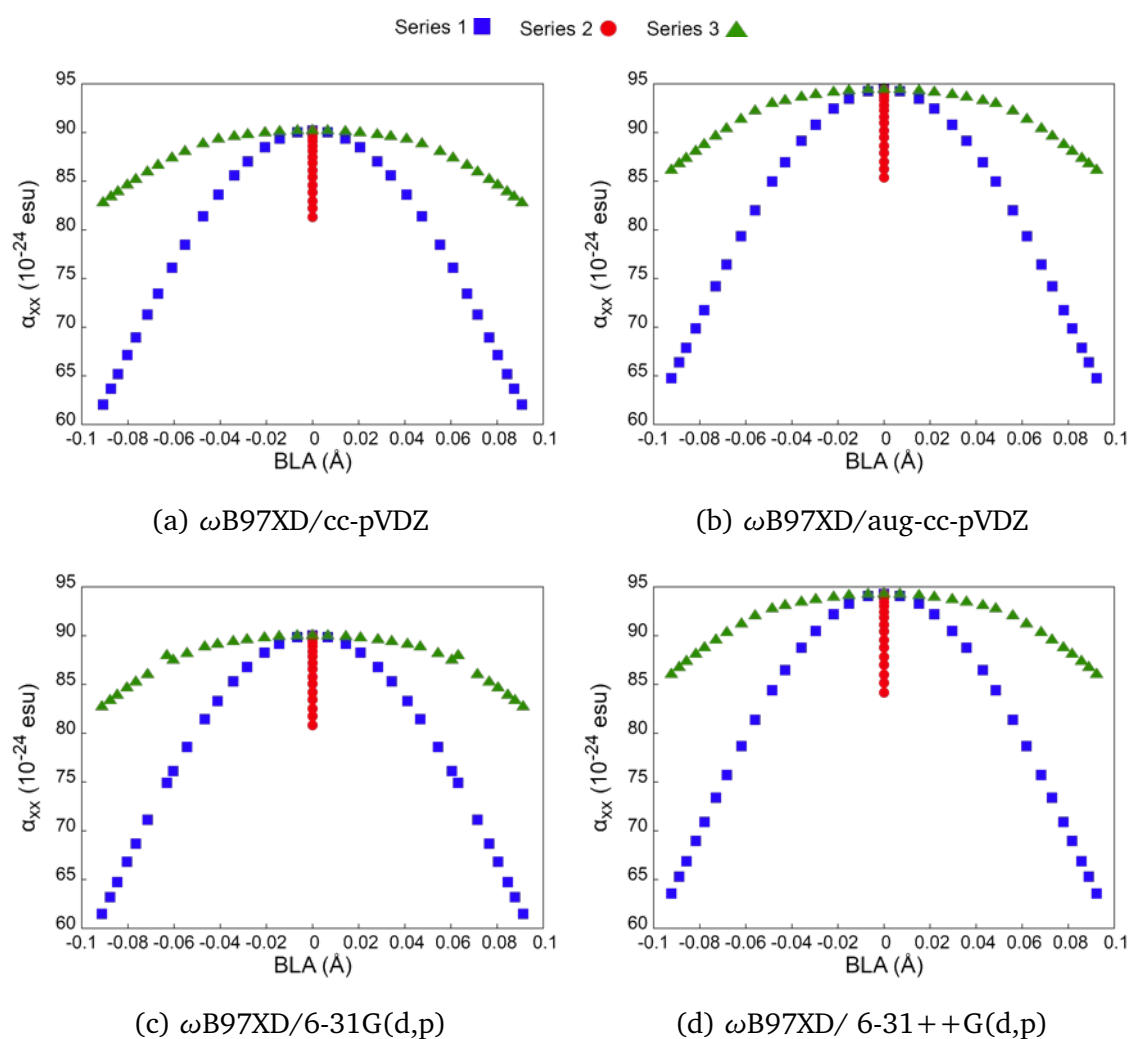 Series 1 Series 2 Series 3
95
90
85
80
75
70
65
60
αxx (10-24 esu)
-0.1 -0.08 -0.06 -0.04 -0.02 0 0.02 0.04 0.06 0.08 0.1
BLA (Å)
(a) ωB97XD/cc-pVDZ
95
90
85
80
75
70
65
60
αxx (10-24 esu)
-0.1 -0.08 -0.06 -0.04 -0.02 0 0.02 0.04 0.06 0.08 0.1
BLA (Å)
(b) ωB97XD/aug-cc-pVDZ
95
90
85
80
75
70
65
60
αxx (10-24 esu)
-0.1 -0.08 -0.06 -0.04 -0.02 0 0.02 0.04 0.06 0.08 0.1
BLA (Å)
(c) ωB97XD/6-31G(d,p)
95
90
85
80
75
70
65
60
αxx (10-24 esu)
-0.1 -0.08 -0.06 -0.04 -0.02 0 0.02 0.04 0.06 0.08 0.1
BLA (Å)
(d) ωB97XD/ 6-31++G(d,p)